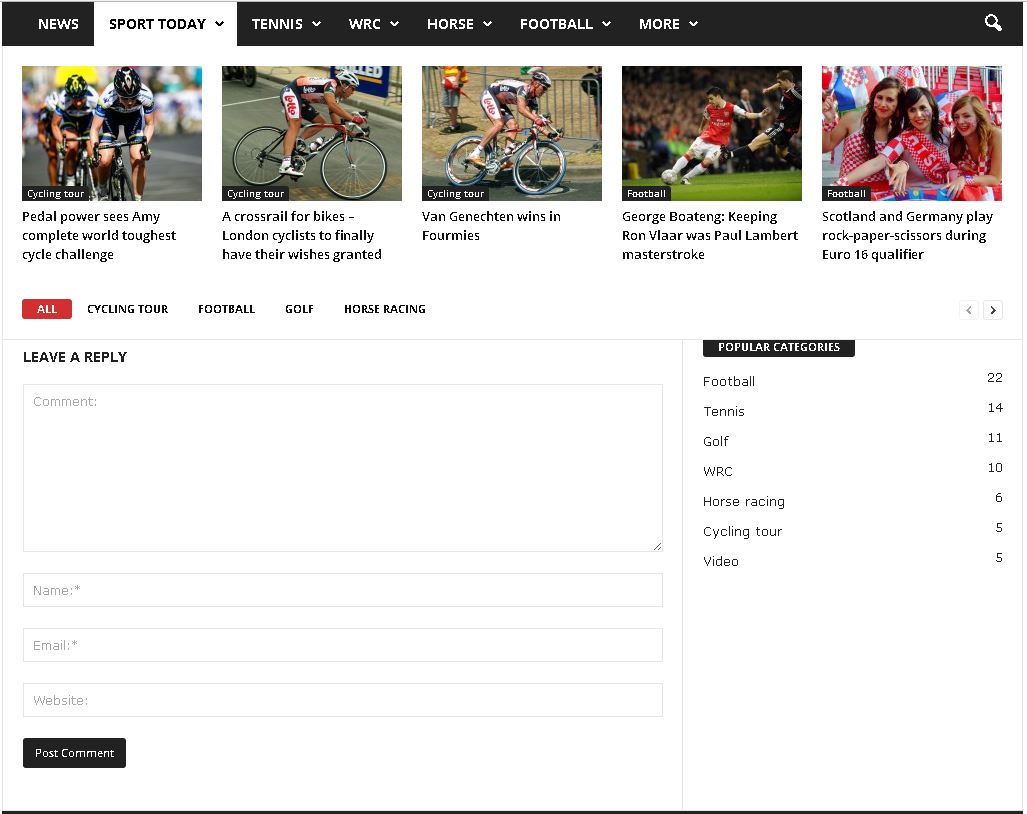 NEWS SPORT TODAY TENNIS WRC HORSE FOOTBALL MORE
Cycling tour
Pedal power sees Amy
complete world toughest
cycle challenge
Cycling tour
A crossrail for bikes –
London cyclists to finally
have their wishes granted
Cycling tour
Van Genechten wins in
Fourmies
Football
George Boateng: Keeping
Ron Vlaar was Paul Lambert
masterstroke
Football
Scotland and Germany play
rock-paper-scissors during
Euro 16 qualifier
ALL CYCLING TOUR FOOTBALL GOLF HORSE RACING
LEAVE A REPLY
Comment:
Name:*
Email:*
Website:
Post Comment
POPULAR CATEGORIES
Football 22
Tennis 14
Golf 11
WRC 10
Horse racing 6
Cycling tour 5
Video 5